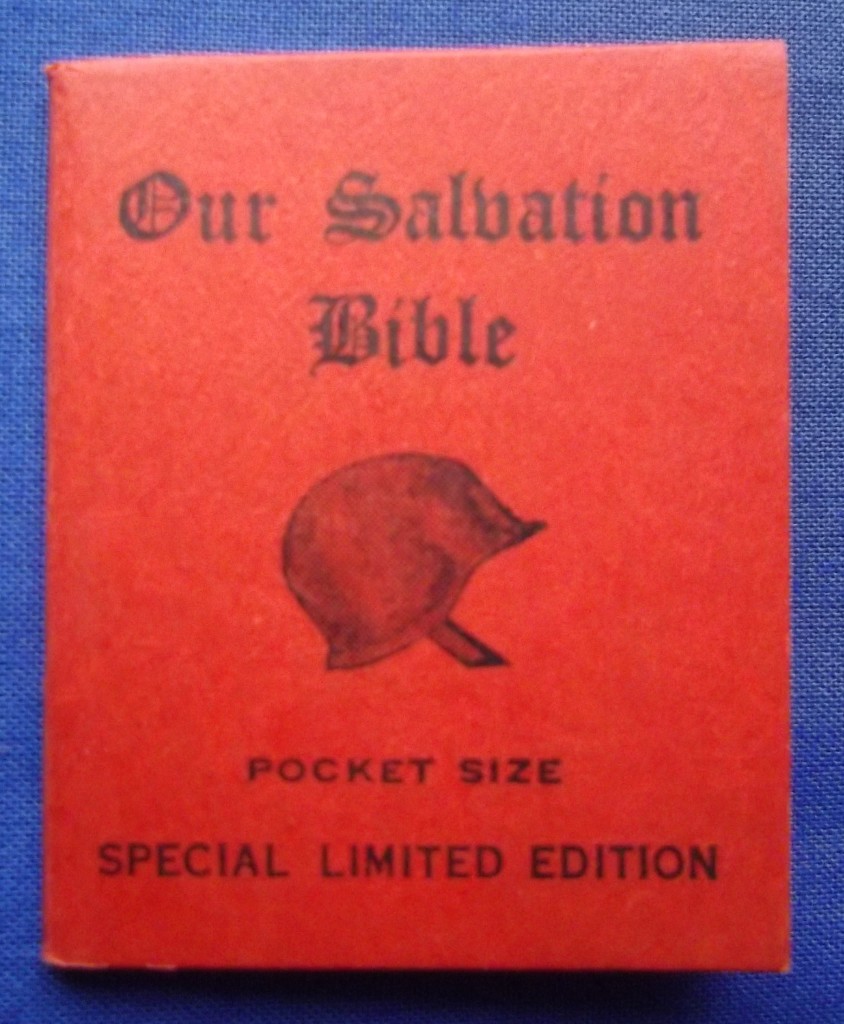 Our Salvation
Bible
POCKET SIZE
SPECIAL LIMITED EDITION